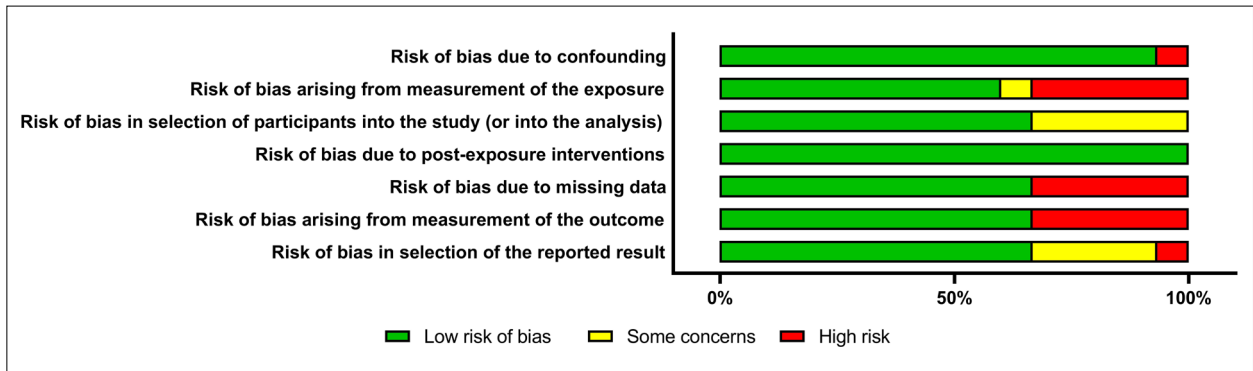 Risk of bias due to confounding
Risk of bias arising from measurement of the exposure
Risk of bias in selection of participants into the study (or into the analysis)
Risk of bias due to post-exposure interventions
Risk of bias due to missing data
Risk of bias arising from measurement of the outcome
Risk of bias in selection of the reported result
0% 50% 100%
Low risk of bias Some concerns High risk